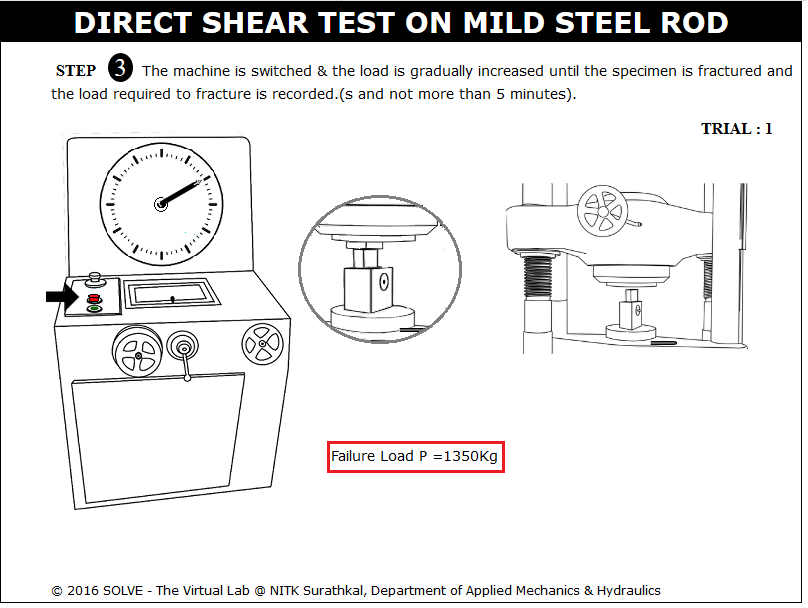 DIRECT SHEAR TEST ON MILD STEEL ROD
STEP 3 The machine is switched & the load is gradually increased until the specimen is fractured and
the load required to fracture is recorded.(s and not more than 5 minutes).
TRIAL : 1
Failure Load P =1350Kg
© 2016 SOLVE - The Virtual Lab @ NITK Surathkal, Department of Applied Mechanics & Hydraulics